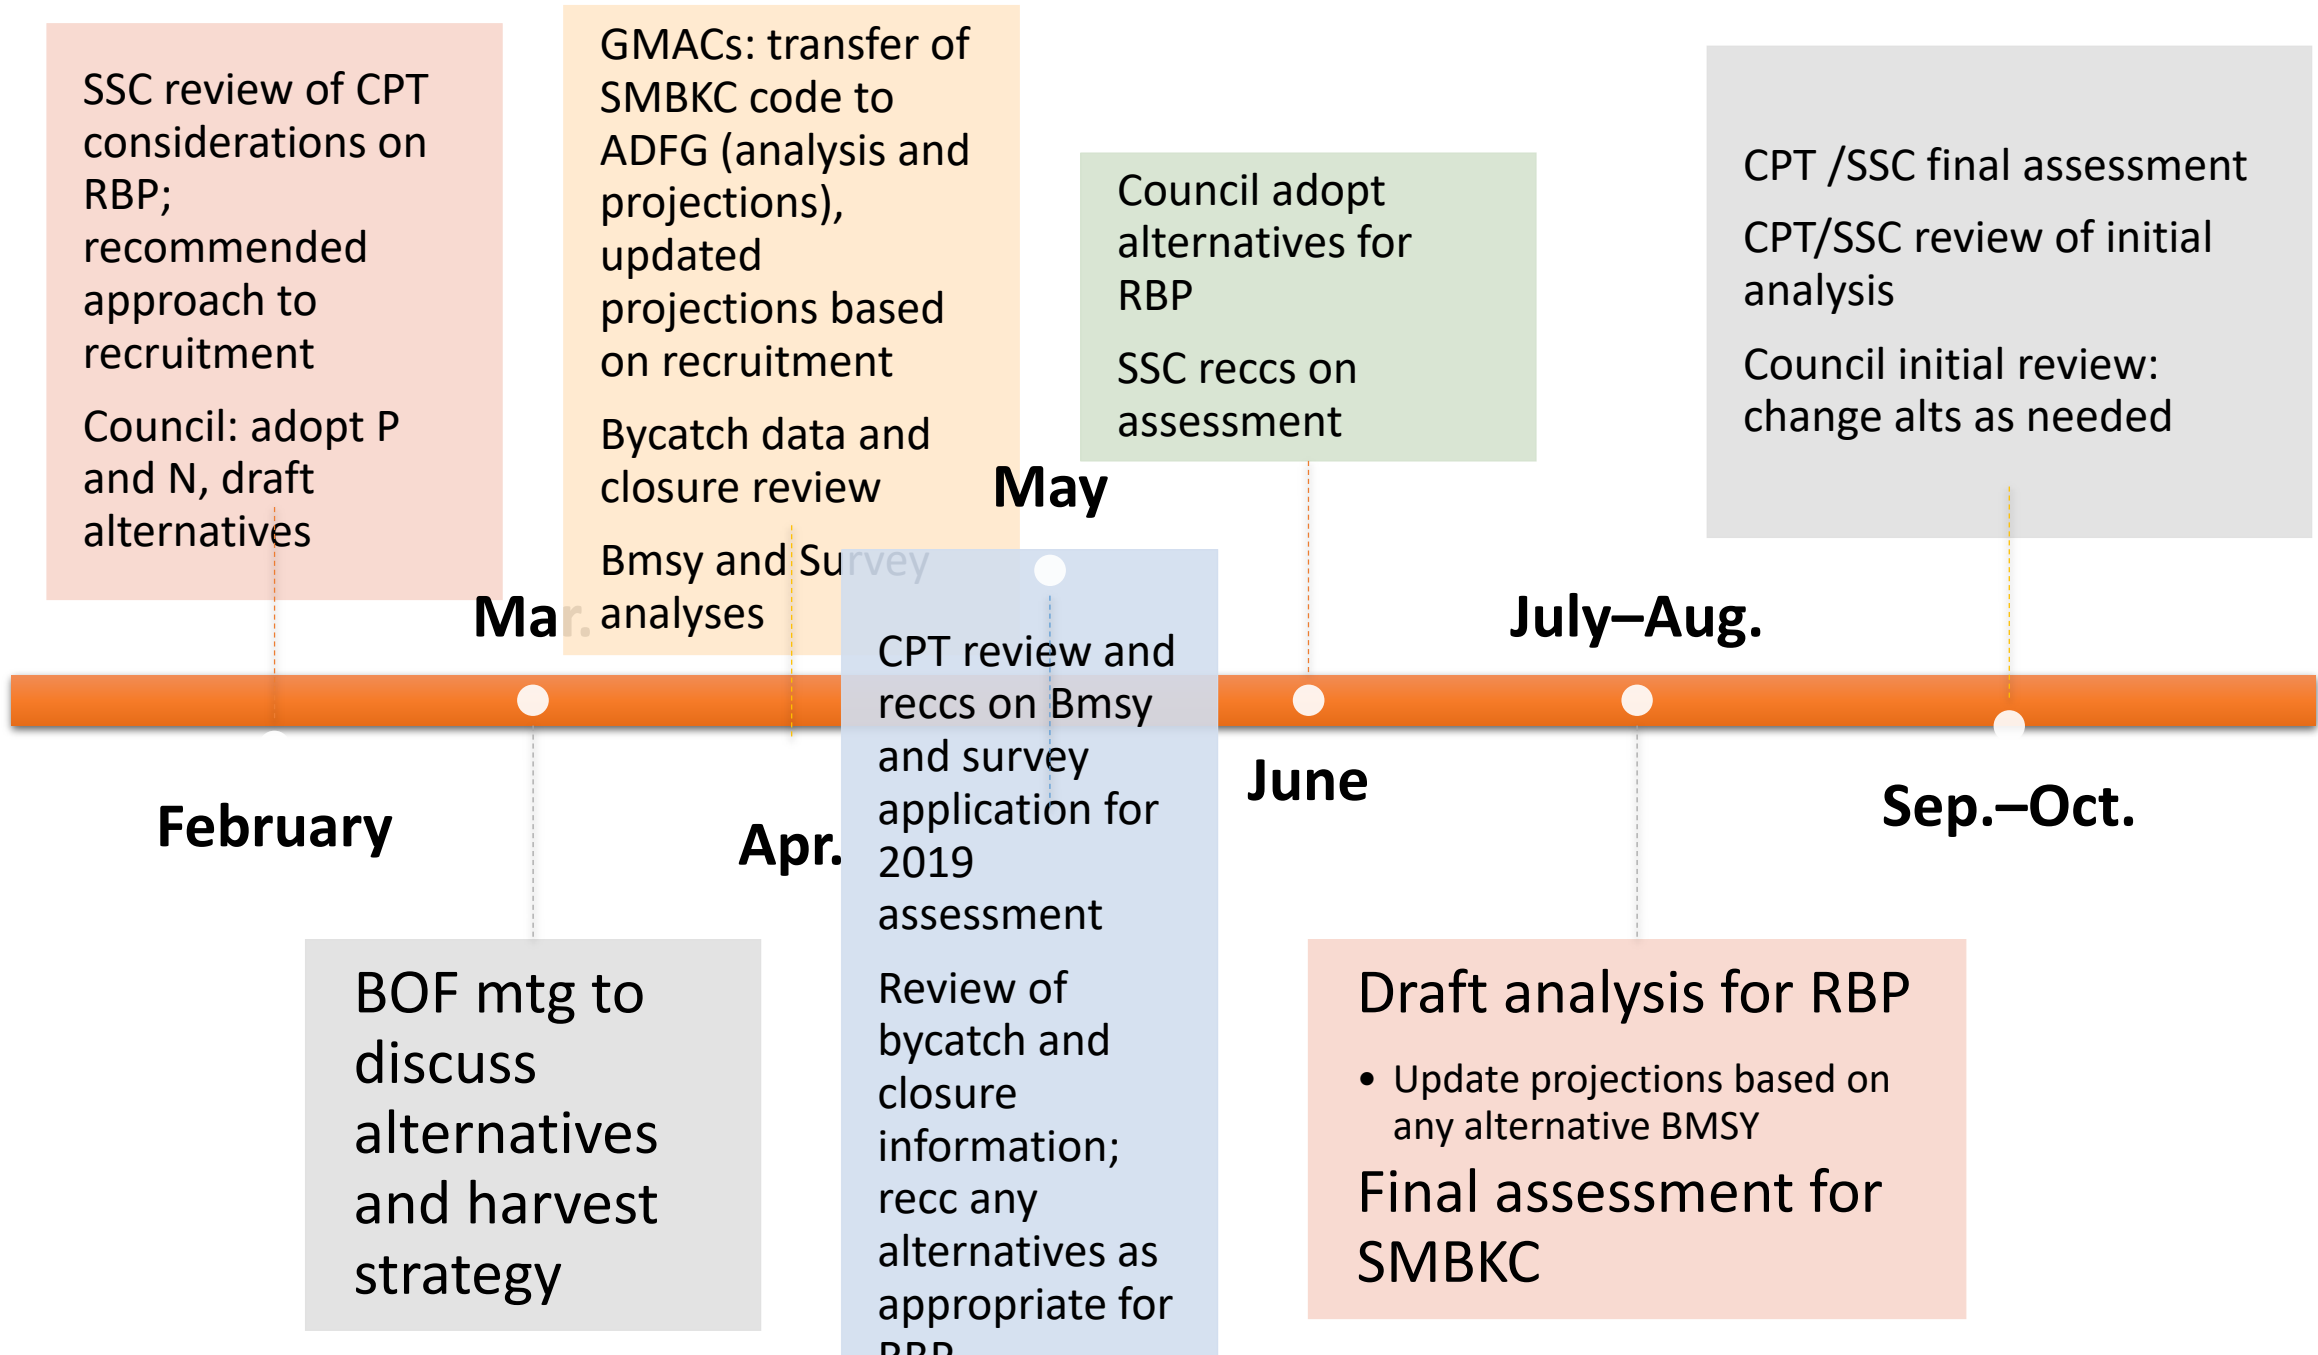 SSC review of CPT
considerations on
RBP;
recommended
approach to
recruitment
Council: adopt P
and N, draft
alternatives
February
Mar.
BOF mtg to
discuss
alternatives
and harvest
strategy
GMACs: transfer of
SMBKC code to
ADFG (analysis and
projections),
updated
projections based
on recruitment
Bycatch data and
closure review
Bmsy and Survey
analyses
Apr.
May
CPT review and
reccs on Bmsy
and survey
application for
2019
assessment
Review of
bycatch and
closure
information;
recc any
alternatives as
appropriate for
RBP
Council adopt
alternatives for
RBP
SSC reccs on
assessment
June
July–Aug.
Draft analysis for RBP
• Update projections based on
any alternative BMSY
Final assessment for
SMBKC
CPT /SSC final assessment
CPT/SSC review of initial
analysis
Council initial review:
change alts as needed
Sep.–Oct.